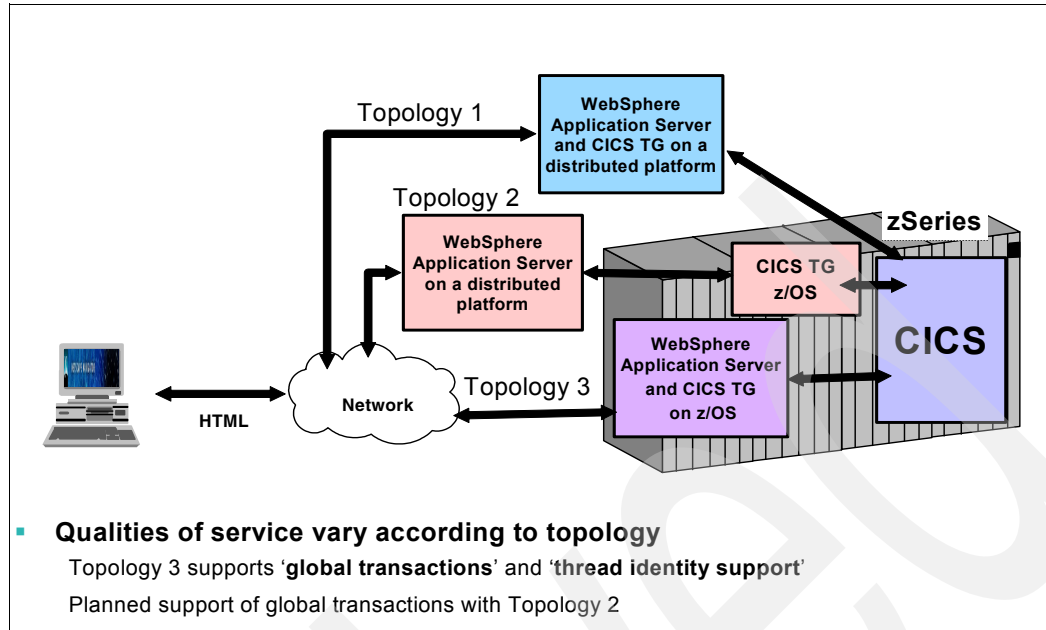 Topology 1
WebSphere
Application Server
and CICS TG on a
distributed platform
Topology 2
WebSphere
Application Server
on a distributed
platform
zSeries
CICS TG
z/OS
CICS
WebSphere
Application Server
and CICS TG
on z/OS
Topology 3
Network
HTML
Qualities of service vary according to topology
Topology 3 supports ‘global transactions’ and ‘thread identity support’
Planned support of global transactions with Topology 2